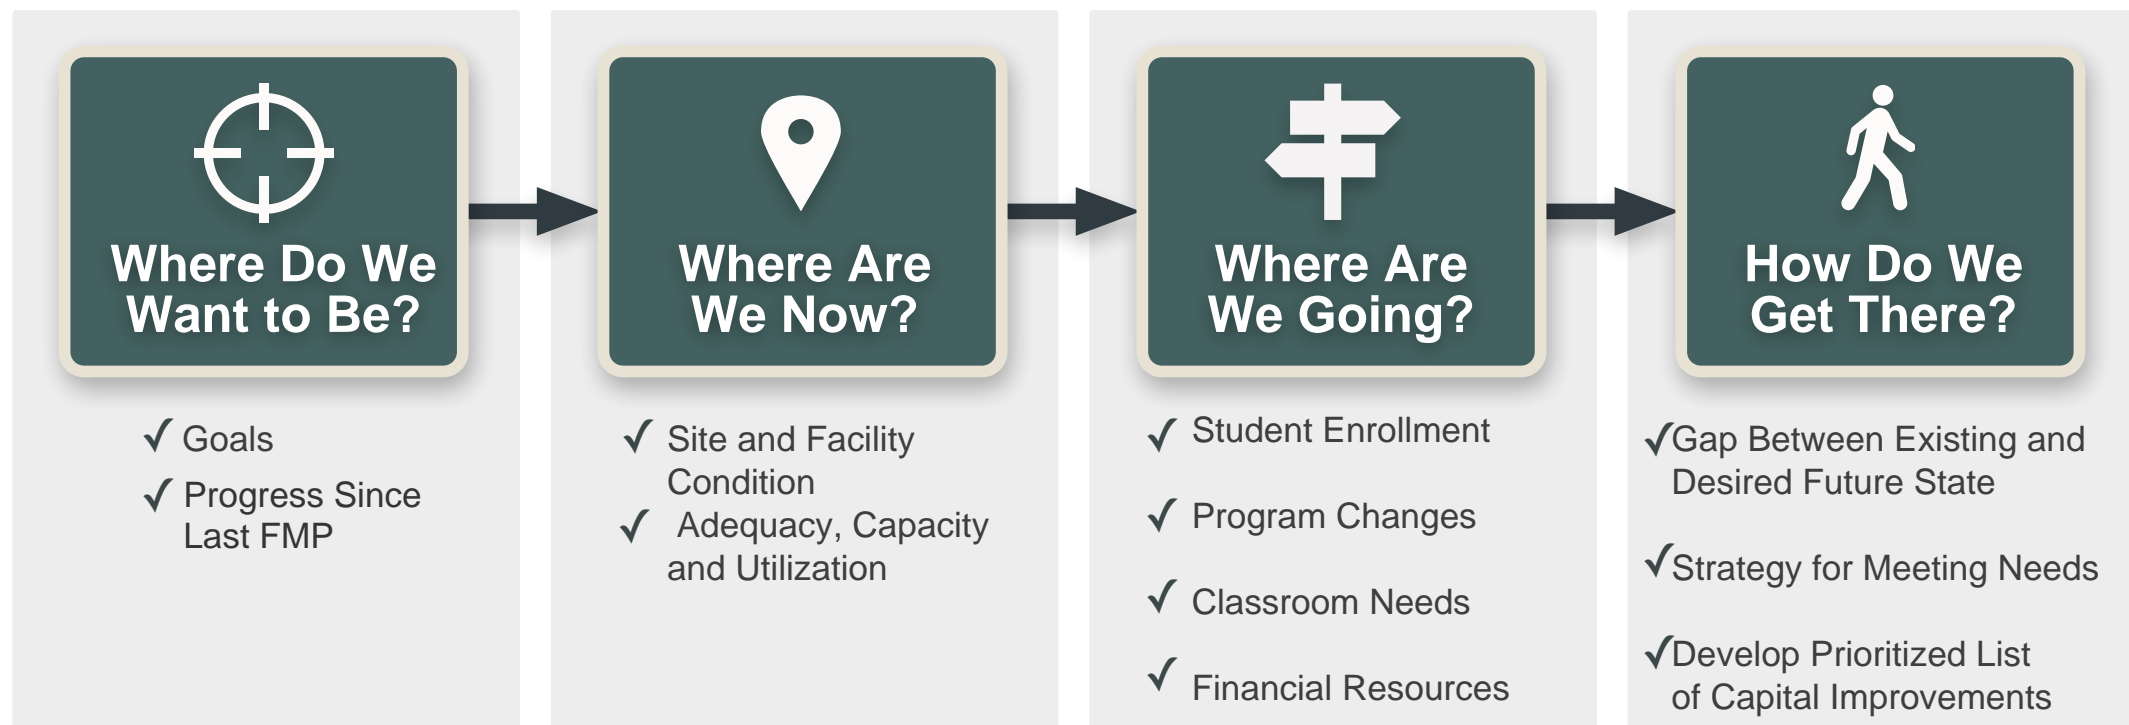 Where Do We
Want to Be?
Goals
Progress Since
Last FMP
Where Are
We Now?
Site and Facility
Condition
Adequacy, Capacity
and Utilization
Where Are
We Going?
Student Enrollment
Program Changes
Classroom Needs
Financial Resources
How Do We
Get There?
Gap Between Existing and
Desired Future State
Strategy for Meeting Needs
Develop Prioritized List
of Capital Improvements